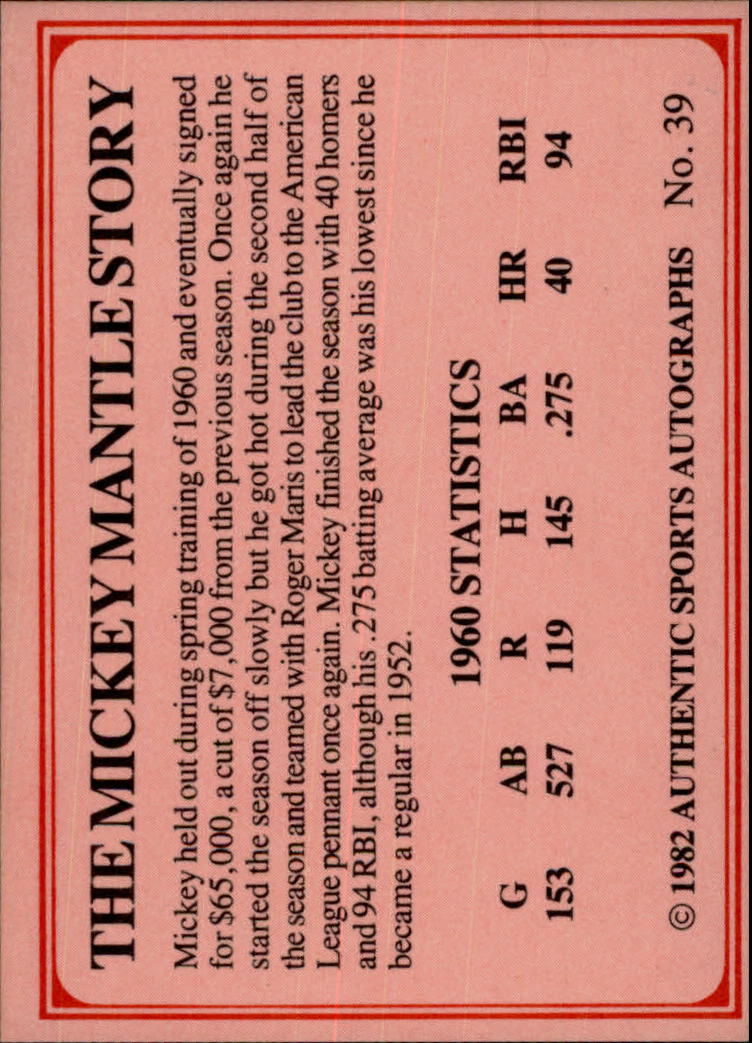 THE MICKEY MANTLE STORY
Mickey held out during spring training of 1960 and eventually signed
for $65,000, a cut of $7,000 from the previous season. Once again he
started the season off slowly but he got hot during the second half of
the season and teamed with Roger Maris to lead the club to the American
League pennant once again. Mickey finished the season with 40 homers
and 94 RBI, although his .275 batting average was his lowest since he
became a regular in 1952.
1960 STATISTICS
G AB R H BA HR RBI
153 527 119 145 .275 40 94
© 1982 AUTHENTIC SPORTS AUTOGRAPHS No. 39